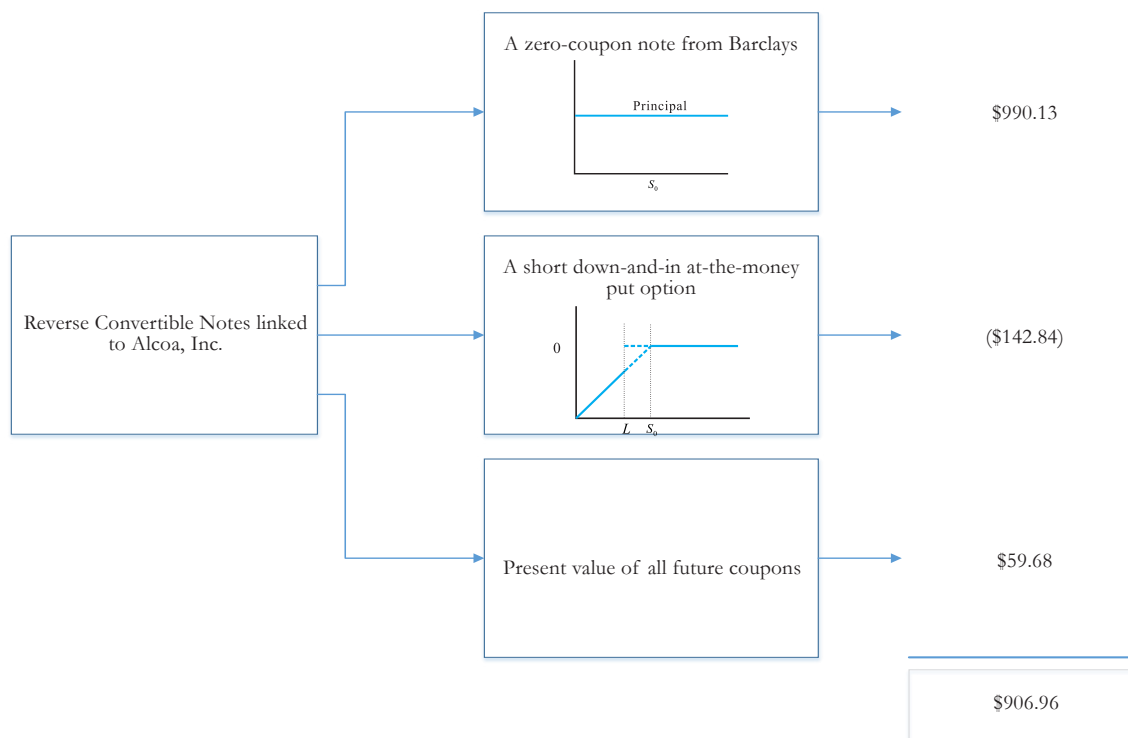 A zero-coupon note from Barclays
Principal
S₀
$990.13
Reverse Convertible Notes linked
to Alcoa, Inc.
A short down-and-in at-the-money
put option
0
L S₀
($142.84)
Present value of all future coupons
$59.68
$906.96